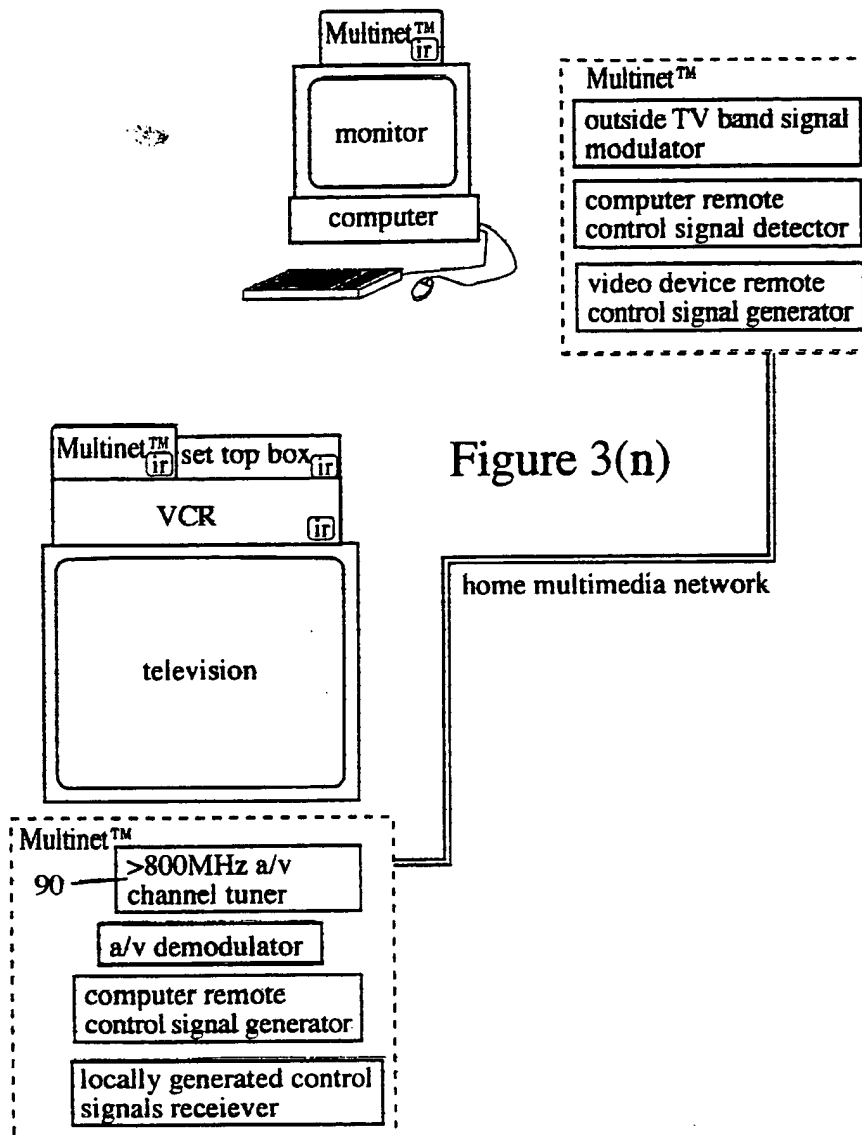 Multinet™
ir
monitor
computer
Multinet™
outside TV band signal
modulator
computer remote
control signal detector
video device remote
control signal generator
Figure 3(n)
home multimedia network
Multinet™
ir
set top box
ir
VCR
ir
television
Multinet™
90
>800MHz a/v
channel tuner
a/v demodulator
computer remote
control signal generator
locally generated control
signals receiever